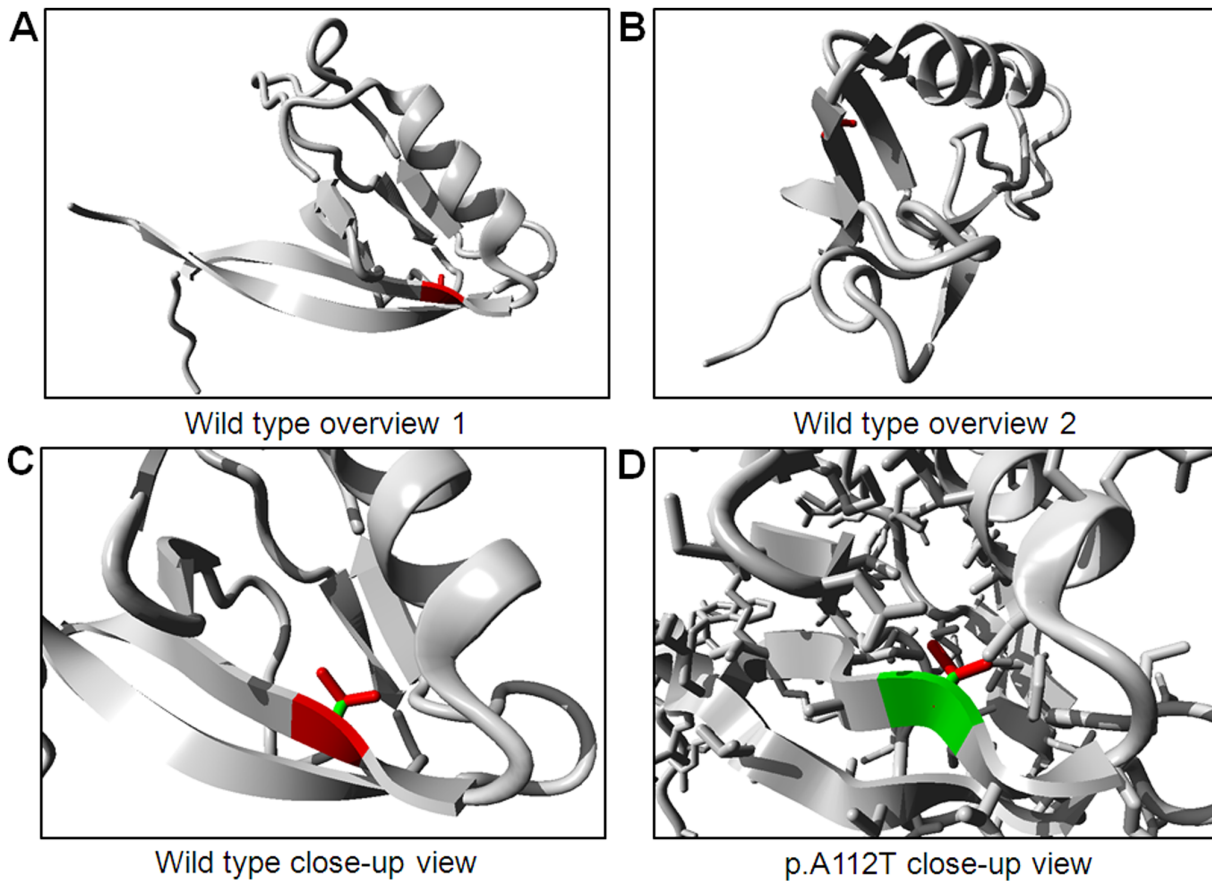 A
B
Wild type overview 1
Wild type overview 2
C
D
Wild type close-up view
p.A112T close-up view